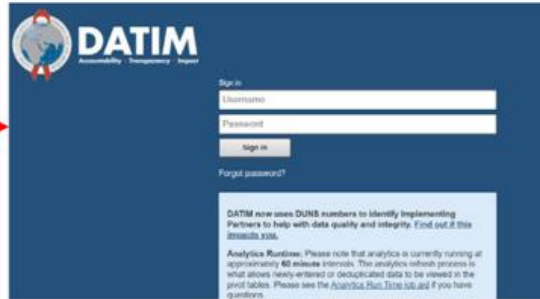 DATIM
Accountability · Transparency · Impact
Sign in
Username
Password
Sign in
Forgot password?
DATIM now uses DUNS numbers to identify Implementing
Partners to help with data quality and integrity. Find out if this
impacts you.
Analytics Runtime: Please note that analytics is currently running at
approximately 60 minute intervals. The analytics refresh process is
what allows newly-entered or deduplicated data to be viewed in the
pivot tables. Please see the Analytics Run Time job aid if you have
questions.